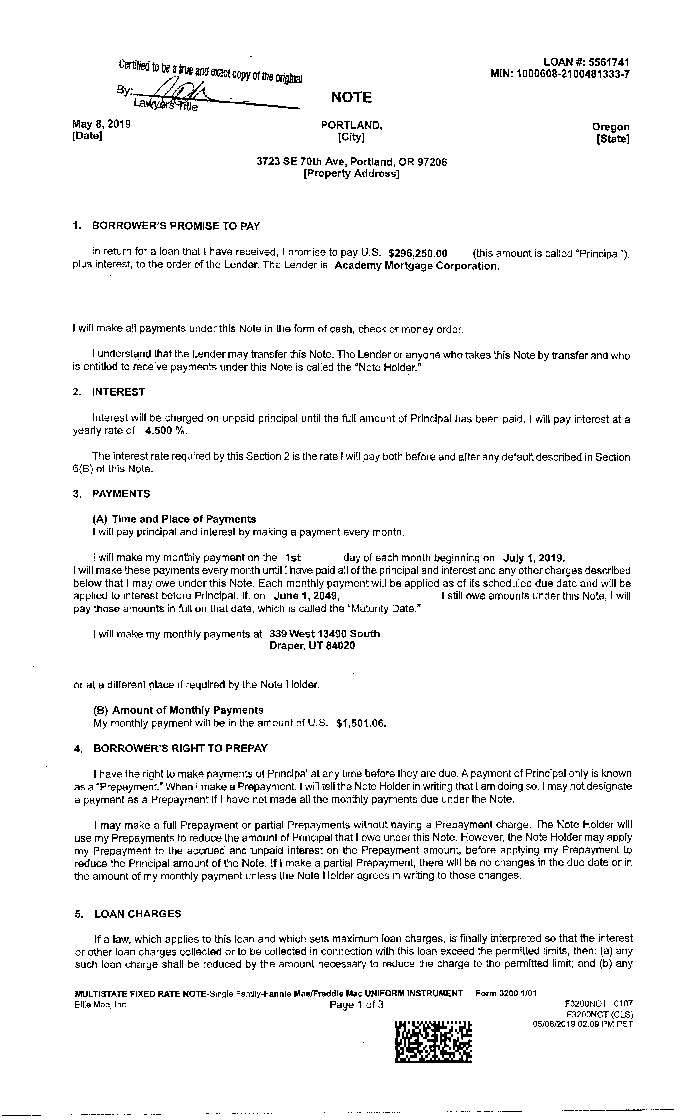 Certified to be a true and exact copy of the original
By:
Lawyers Title
LOAN #: 5561741
MIN: 1000608-2100481333-7
NOTE
May 8, 2019
[Date]
PORTLAND,
[City]
Oregon
[State]
3723 SE 70th Ave, Portland, OR 97206
[Property Address]
1. BORROWER'S PROMISE TO PAY
In return for a loan that I have received, I promise to pay U.S. $296,250.00 (this amount is called "Principal"),
plus interest, to the order of the Lender. The Lender is Academy Mortgage Corporation.
I will make all payments under this Note in the form of cash, check or money order.
I understand that the Lender may transfer this Note. The Lender or anyone who takes this Note by transfer and who
is entitled to receive payments under this Note is called the "Note Holder."
2. INTEREST
Interest will be charged on unpaid principal until the full amount of Principal has been paid. I will pay interest at a
yearly rate of 4.500 %.
The interest rate required by this Section 2 is the rate I will pay both before and after any default described in Section
6(B) of this Note.
3. PAYMENTS
(A) Time and Place of Payments
I will pay principal and interest by making a payment every month.
I will make my monthly payment on the 1st day of each month beginning on July 1, 2019.
I will make these payments every month until I have paid all of the principal and interest and any other charges described
below that I may owe under this Note. Each monthly payment will be applied as of its scheduled due date and will be
applied to interest before Principal. If, on June 1, 2049, I still owe amounts under this Note, I will
pay those amounts in full on that date, which is called the "Maturity Date."
I will make my monthly payments at 339 West 13490 South
Draper, UT 84020
or at a different place if required by the Note Holder.
(B) Amount of Monthly Payments
My monthly payment will be in the amount of U.S. $1,501.06.
4. BORROWER'S RIGHT TO PREPAY
I have the right to make payments of Principal at any time before they are due. A payment of Principal only is known
as a "Prepayment." When I make a Prepayment, I will tell the Note Holder in writing that I am doing so. I may not designate
a payment as a Prepayment if I have not made all the monthly payments due under the Note.
I may make a full Prepayment or partial Prepayments without paying a Prepayment charge. The Note Holder will
use my Prepayments to reduce the amount of Principal that I owe under this Note. However, the Note Holder may apply
my Prepayment to the accrued and unpaid interest on the Prepayment amount, before applying my Prepayment to
reduce the Principal amount of the Note. If I make a partial Prepayment, there will be no changes in the due date or in
the amount of my monthly payment unless the Note Holder agrees in writing to those changes.
5. LOAN CHARGES
If a law, which applies to this loan and which sets maximum loan charges, is finally interpreted so that the interest
or other loan charges collected or to be collected in connection with this loan exceed the permitted limits, then: (a) any
such loan charge shall be reduced by the amount necessary to reduce the charge to the permitted limit; and (b) any
MULTISTATE FIXED RATE NOTE-Single Family-Fannie Mae/Freddie Mac UNIFORM INSTRUMENT Form 3200 1/01
Ellie Mae, Inc.
Page 1 of 3
F3200NOT 0107
F3200NOT (CLS)
05/08/2019 02:09 PM PST